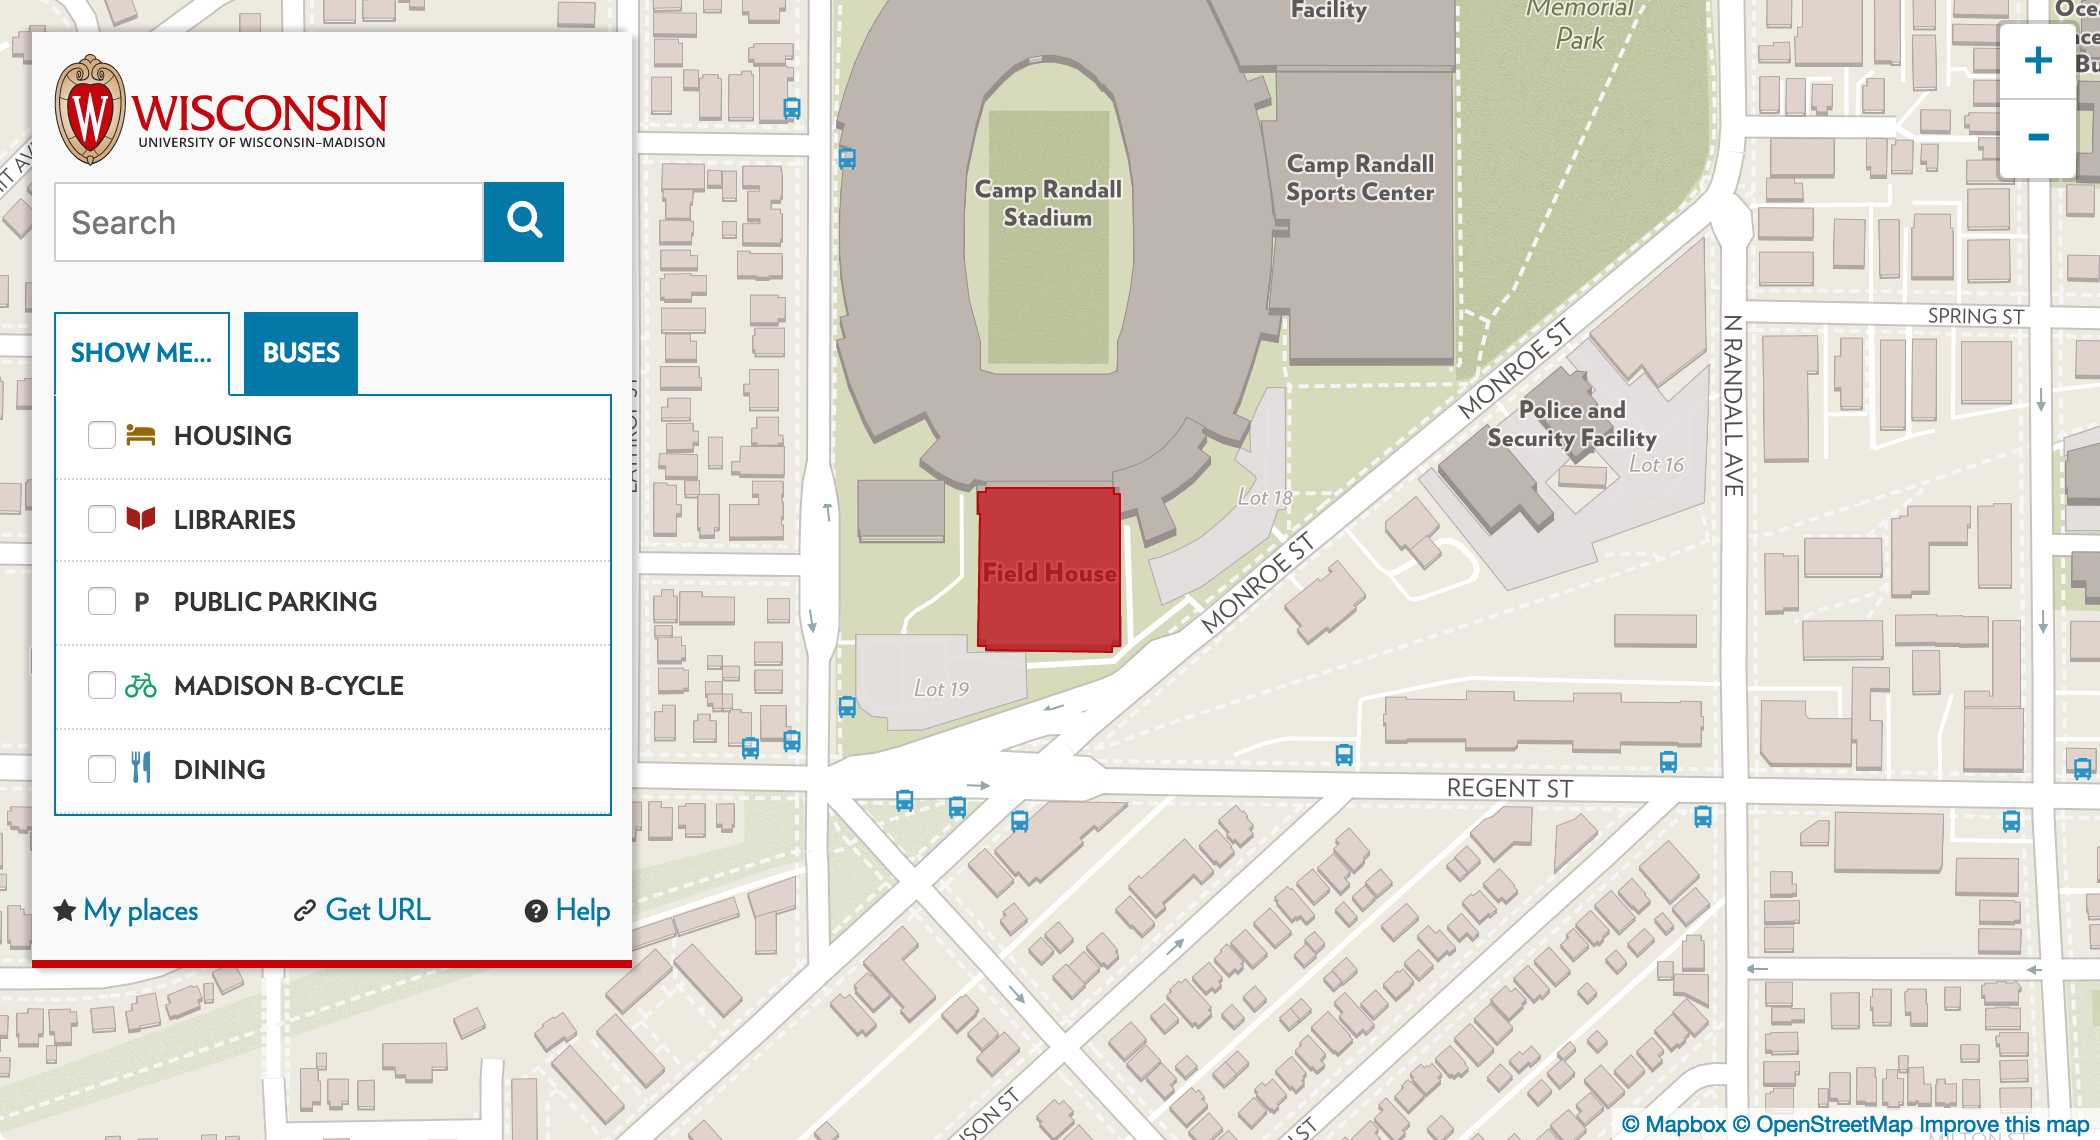 W
WISCONSIN
UNIVERSITY OF WISCONSIN–MADISON
Search
SHOW ME...
BUSES
HOUSING
LIBRARIES
P PUBLIC PARKING
MADISON B-CYCLE
DINING
My places
Get URL
? Help
Facility
Memorial
Park
+
-
Camp Randall
Stadium
Camp Randall
Sports Center
MONROE ST
N RANDALL AVE
SPRING ST
Police and
Security Facility
Lot 16
Lot 18
Field House
MONROE ST
Lot 19
REGENT ST
© Mapbox © OpenStreetMap Improve this map